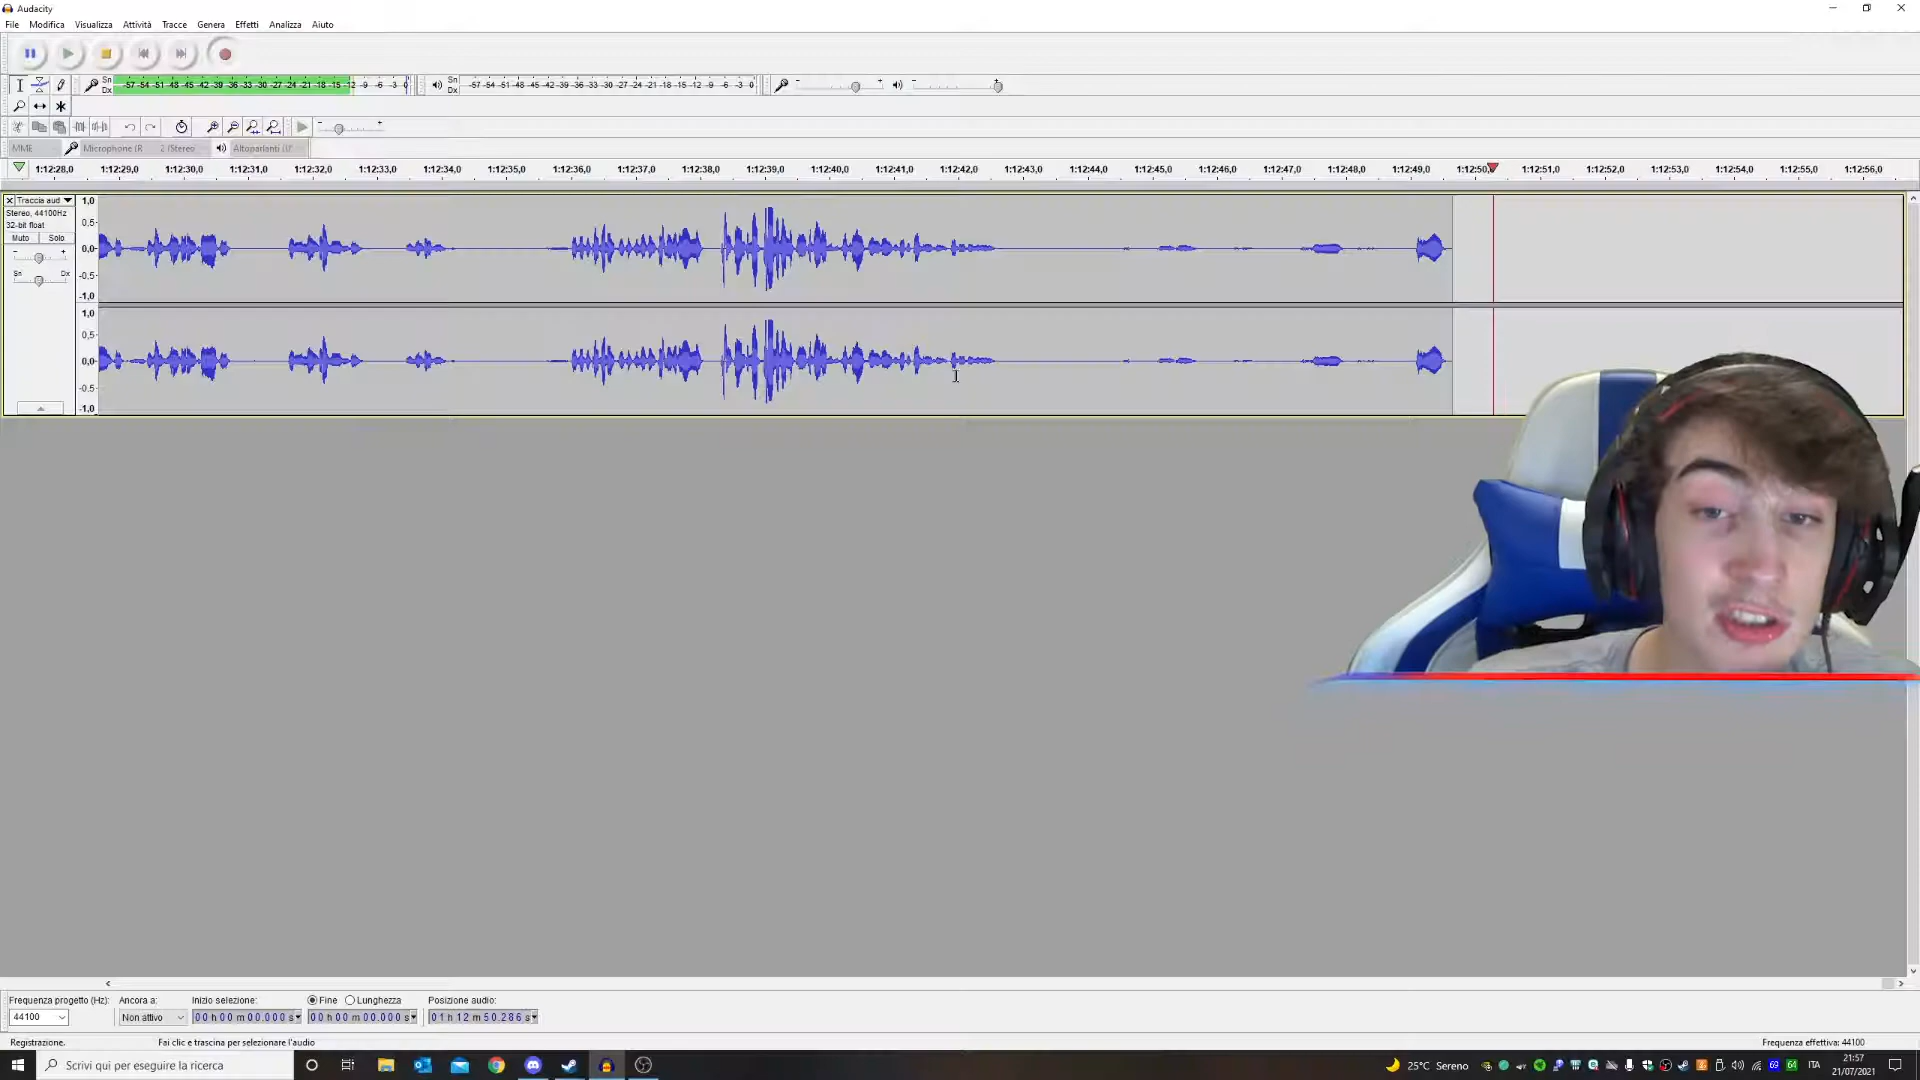 Audacity
File Modifica Visualizza Attività Tracce Genera Effetti Analizza Aiuto
Sn
Dx
-57 -54 -51 -48 -45 -42 -39 -36 -33 -30 -27 -24 -21 -18 -15 -12 -9 -6 -3 0
Sn
Dx
-57 -54 -51 -48 -45 -42 -39 -36 -33 -30 -27 -24 -21 -18 -15 -12 -9 -6 -3 0
MME Microphone (R 2 (Stereo Altoparlanti (U
1:12:28,0 1:12:29,0 1:12:30,0 1:12:31,0 1:12:32,0 1:12:33,0 1:12:34,0 1:12:35,0 1:12:36,0 1:12:37,0 1:12:38,0 1:12:39,0 1:12:40,0 1:12:41,0 1:12:42,0 1:12:43,0 1:12:44,0 1:12:45,0 1:12:46,0 1:12:47,0 1:12:48,0 1:12:49,0 1:12:50,0 1:12:51,0 1:12:52,0 1:12:53,0 1:12:54,0 1:12:55,0 1:12:56,0
Traccia aud
Stereo, 44100Hz
32-bit float
Muto Solo
Sn Dx
1,0
0,5
0,0
-0,5
-1,0
1,0
0,5
0,0
-0,5
-1,0
Frequenza progetto (Hz): Ancora a: Inizio selezione: Fine Lunghezza Posizione audio:
44100 Non attivo 00 h 00 m 00.000 s 00 h 00 m 00.000 s 01 h 12 m 50.286 s
Registrazione. Fai clic e trascina per selezionare l'audio Frequenza effettiva: 44100
Scrivi qui per eseguire la ricerca 25°C Sereno 69 64 ITA 21:57
21/07/2021